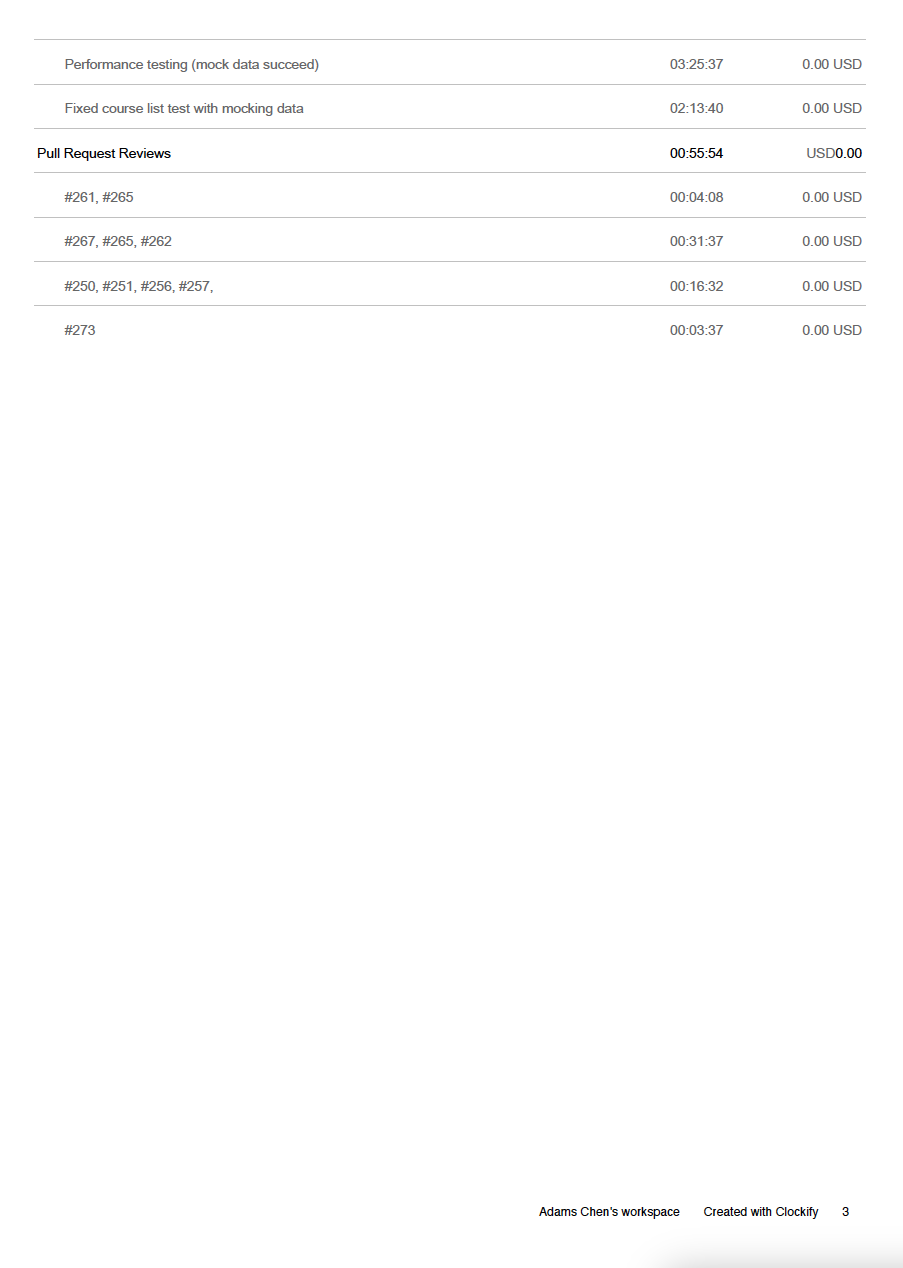 Performance testing (mock data succeed) 03:25:37 0.00 USD
Fixed course list test with mocking data 02:13:40 0.00 USD
Pull Request Reviews 00:55:54 USD0.00
#261, #265 00:04:08 0.00 USD
#267, #265, #262 00:31:37 0.00 USD
#250, #251, #256, #257, 00:16:32 0.00 USD
#273 00:03:37 0.00 USD
Adams Chen's workspace Created with Clockify 3